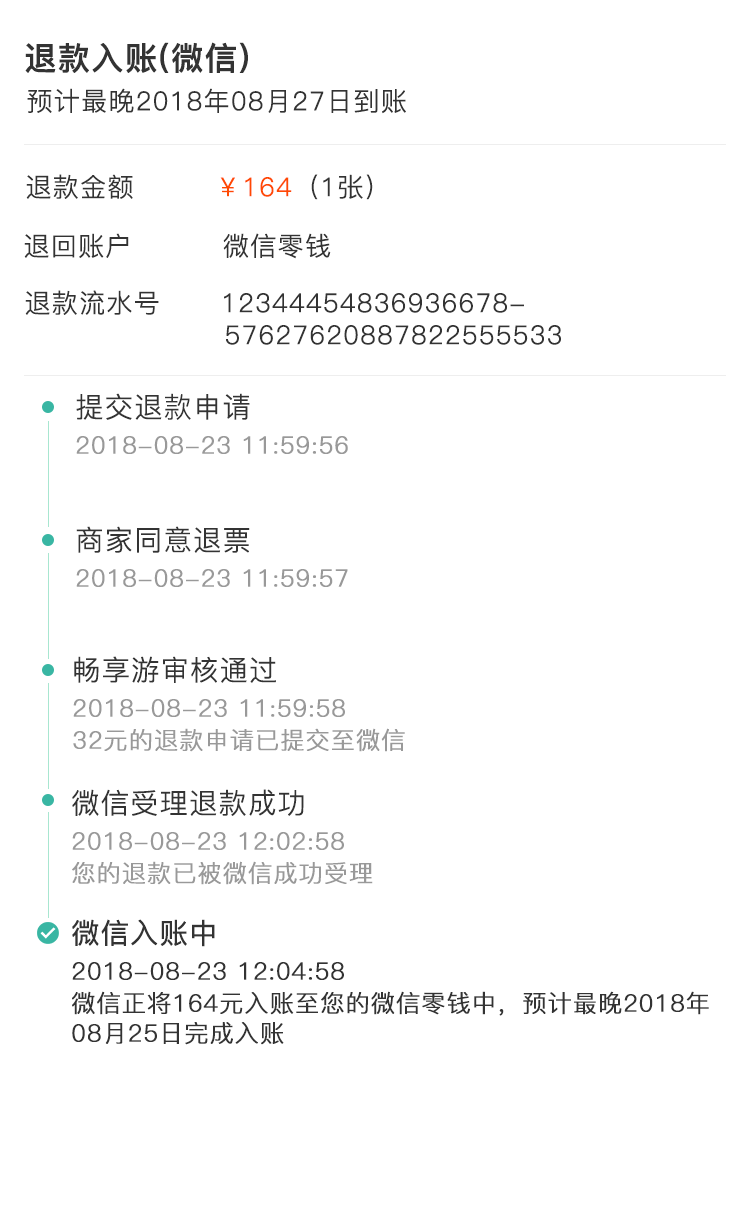 退款入账(微信)
预计最晚2018年08月27日到账
退款金额 ¥164（1张）
退回账户 微信零钱
退款流水号 12344454836936678-
57627620887822555533
提交退款申请
2018-08-23 11:59:56
商家同意退票
2018-08-23 11:59:57
畅享游审核通过
2018-08-23 11:59:58
32元的退款申请已提交至微信
微信受理退款成功
2018-08-23 12:02:58
您的退款已被微信成功受理
微信入账中
2018-08-23 12:04:58
微信正将164元入账至您的微信零钱中，预计最晚2018年
08月25日完成入账